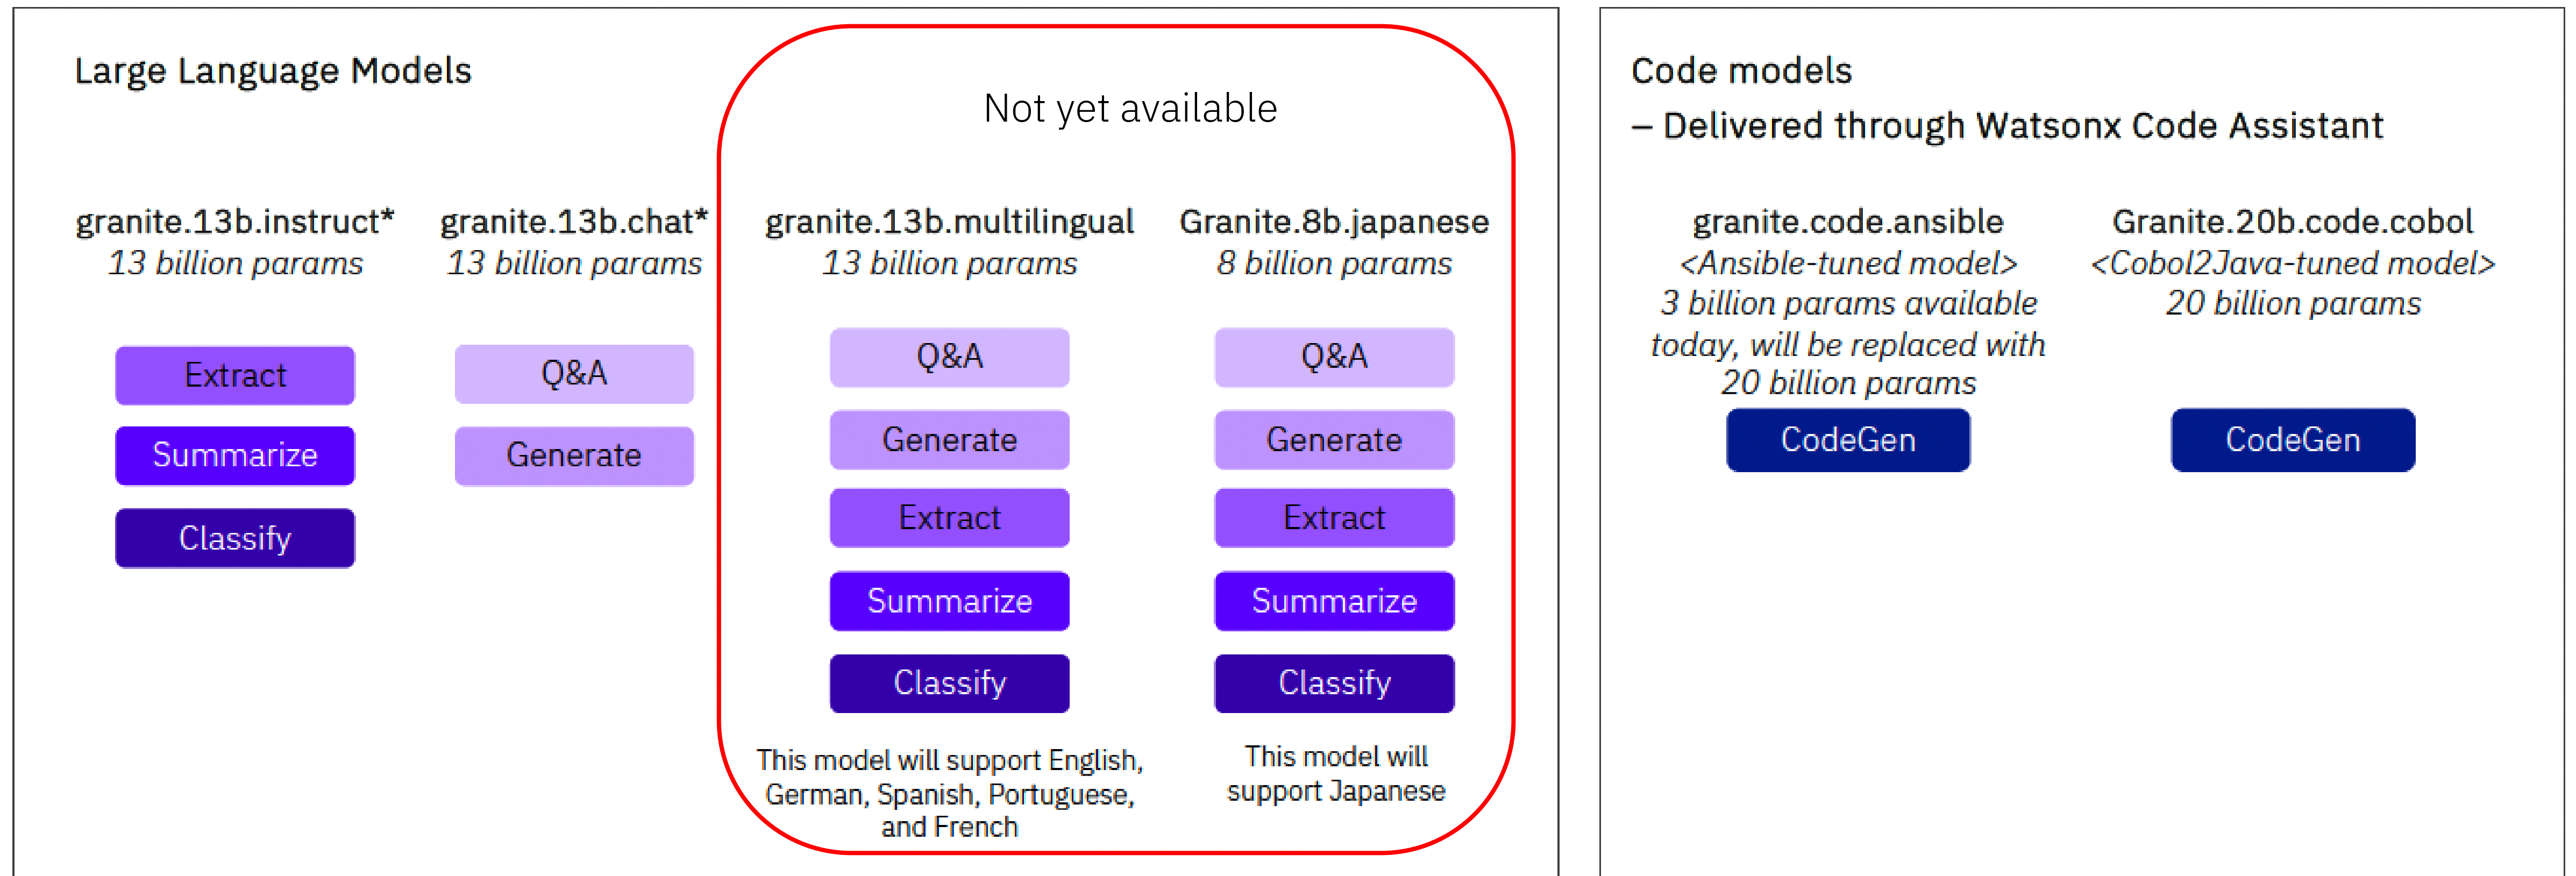 Large Language Models
Not yet available
granite.13b.instruct*
13 billion params
Extract
Summarize
Classify
granite.13b.chat*
13 billion params
Q&A
Generate
granite.13b.multilingual
13 billion params
Q&A
Generate
Extract
Summarize
Classify
This model will support English,
German, Spanish, Portuguese,
and French
Granite.8b.japanese
8 billion params
Q&A
Generate
Extract
Summarize
Classify
This model will
support Japanese
Code models
– Delivered through Watsonx Code Assistant
granite.code.ansible
<Ansible-tuned model>
3 billion params available
today, will be replaced with
20 billion params
CodeGen
Granite.20b.code.cobol
<Cobol2Java-tuned model>
20 billion params
CodeGen